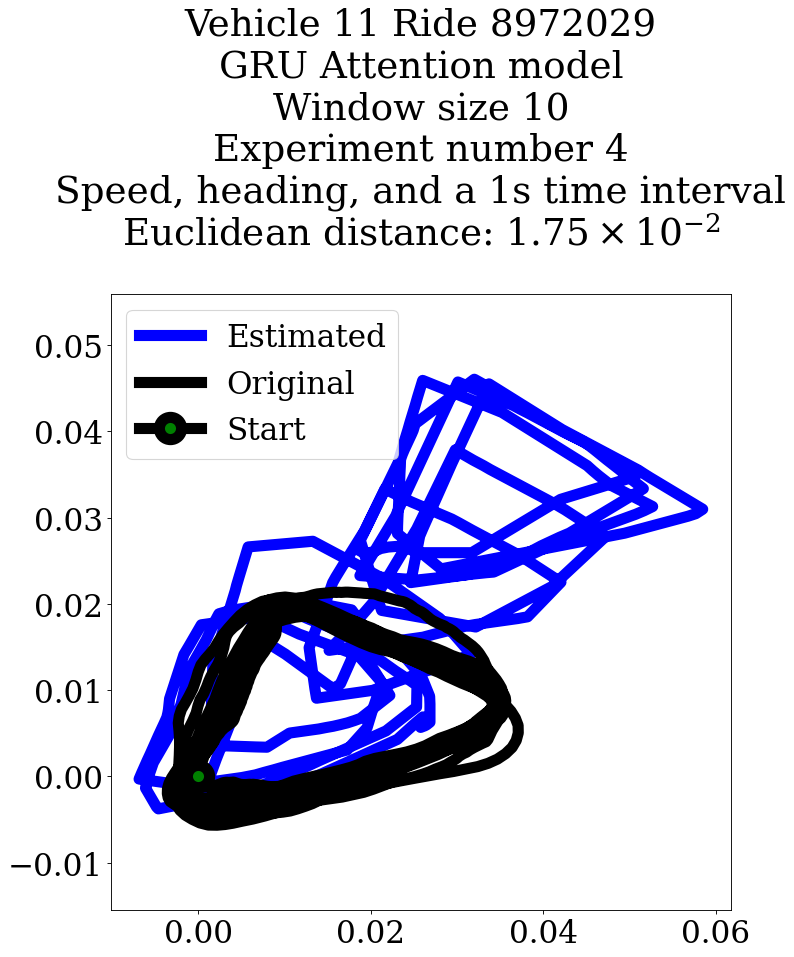 Vehicle 11 Ride 8972029
GRU Attention model
Window size 10
Experiment number 4
Speed, heading, and a 1s time interval
Euclidean distance: 1.75 × 10⁻²
Estimated
Original
Start
0.05
0.04
0.03
0.02
0.01
0.00
−0.01
0.00 0.02 0.04 0.06